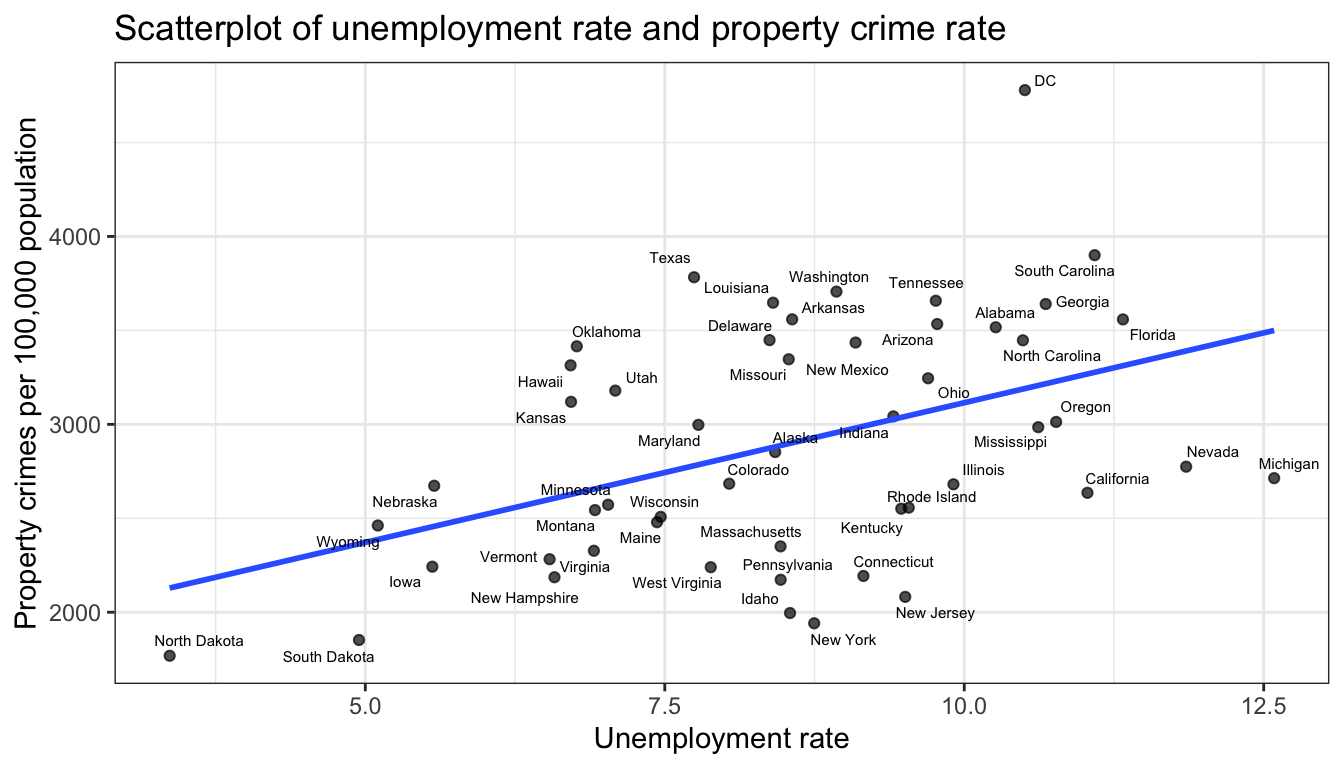 Scatterplot of unemployment rate and property crime rate
Property crimes per 100,000 population
4000
3000
2000
DC
Texas
South Carolina
Washington
Louisiana
Tennessee
Georgia
Arkansas
Alabama
Delaware
Oklahoma
Florida
Arizona
North Carolina
New Mexico
Missouri
Utah
Hawaii
Ohio
Oregon
Kansas
Indiana
Alaska
Maryland
Mississippi
Nevada
Michigan
Colorado
Illinois
California
Minnesota
Rhode Island
Nebraska
Wisconsin
Montana
Kentucky
Massachusetts
Maine
Wyoming
Vermont
Connecticut
Virginia
Pennsylvania
Iowa
West Virginia
New Hampshire
Idaho
New Jersey
North Dakota
New York
South Dakota
5.0
7.5
10.0
12.5
Unemployment rate